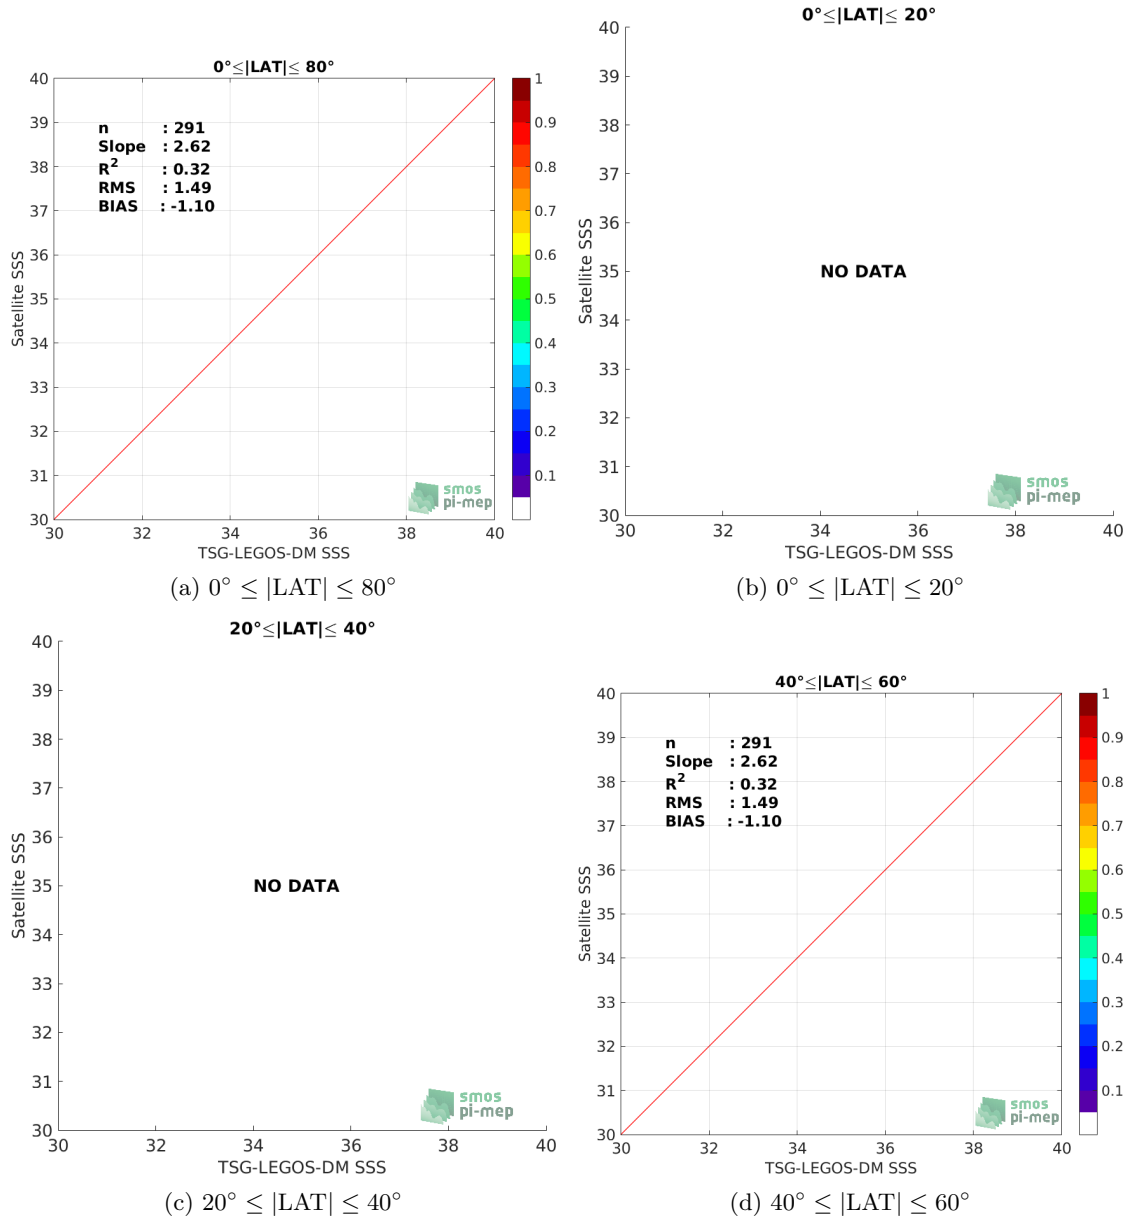 0°≤|LAT|≤ 80°
40
39
38
37
36
35
34
33
32
31
30
n : 291
Slope : 2.62
R² : 0.32
RMS : 1.49
BIAS : -1.10
Satellite SSS
smos
pi-mep
30 32 34 36 38 40
TSG-LEGOS-DM SSS
1
0.9
0.8
0.7
0.6
0.5
0.4
0.3
0.2
0.1
(a) 0° ≤ |LAT| ≤ 80°
0°≤|LAT|≤ 20°
40
39
38
37
36
35
34
33
32
31
30
Satellite SSS
NO DATA
smos
pi-mep
30 32 34 36 38 40
TSG-LEGOS-DM SSS
(b) 0° ≤ |LAT| ≤ 20°
20°≤|LAT|≤ 40°
40
39
38
37
36
35
34
33
32
31
30
Satellite SSS
NO DATA
smos
pi-mep
30 32 34 36 38 40
TSG-LEGOS-DM SSS
(c) 20° ≤ |LAT| ≤ 40°
40°≤|LAT|≤ 60°
40
39
38
37
36
35
34
33
32
31
30
n : 291
Slope : 2.62
R² : 0.32
RMS : 1.49
BIAS : -1.10
Satellite SSS
smos
pi-mep
30 32 34 36 38 40
TSG-LEGOS-DM SSS
1
0.9
0.8
0.7
0.6
0.5
0.4
0.3
0.2
0.1
(d) 40° ≤ |LAT| ≤ 60°